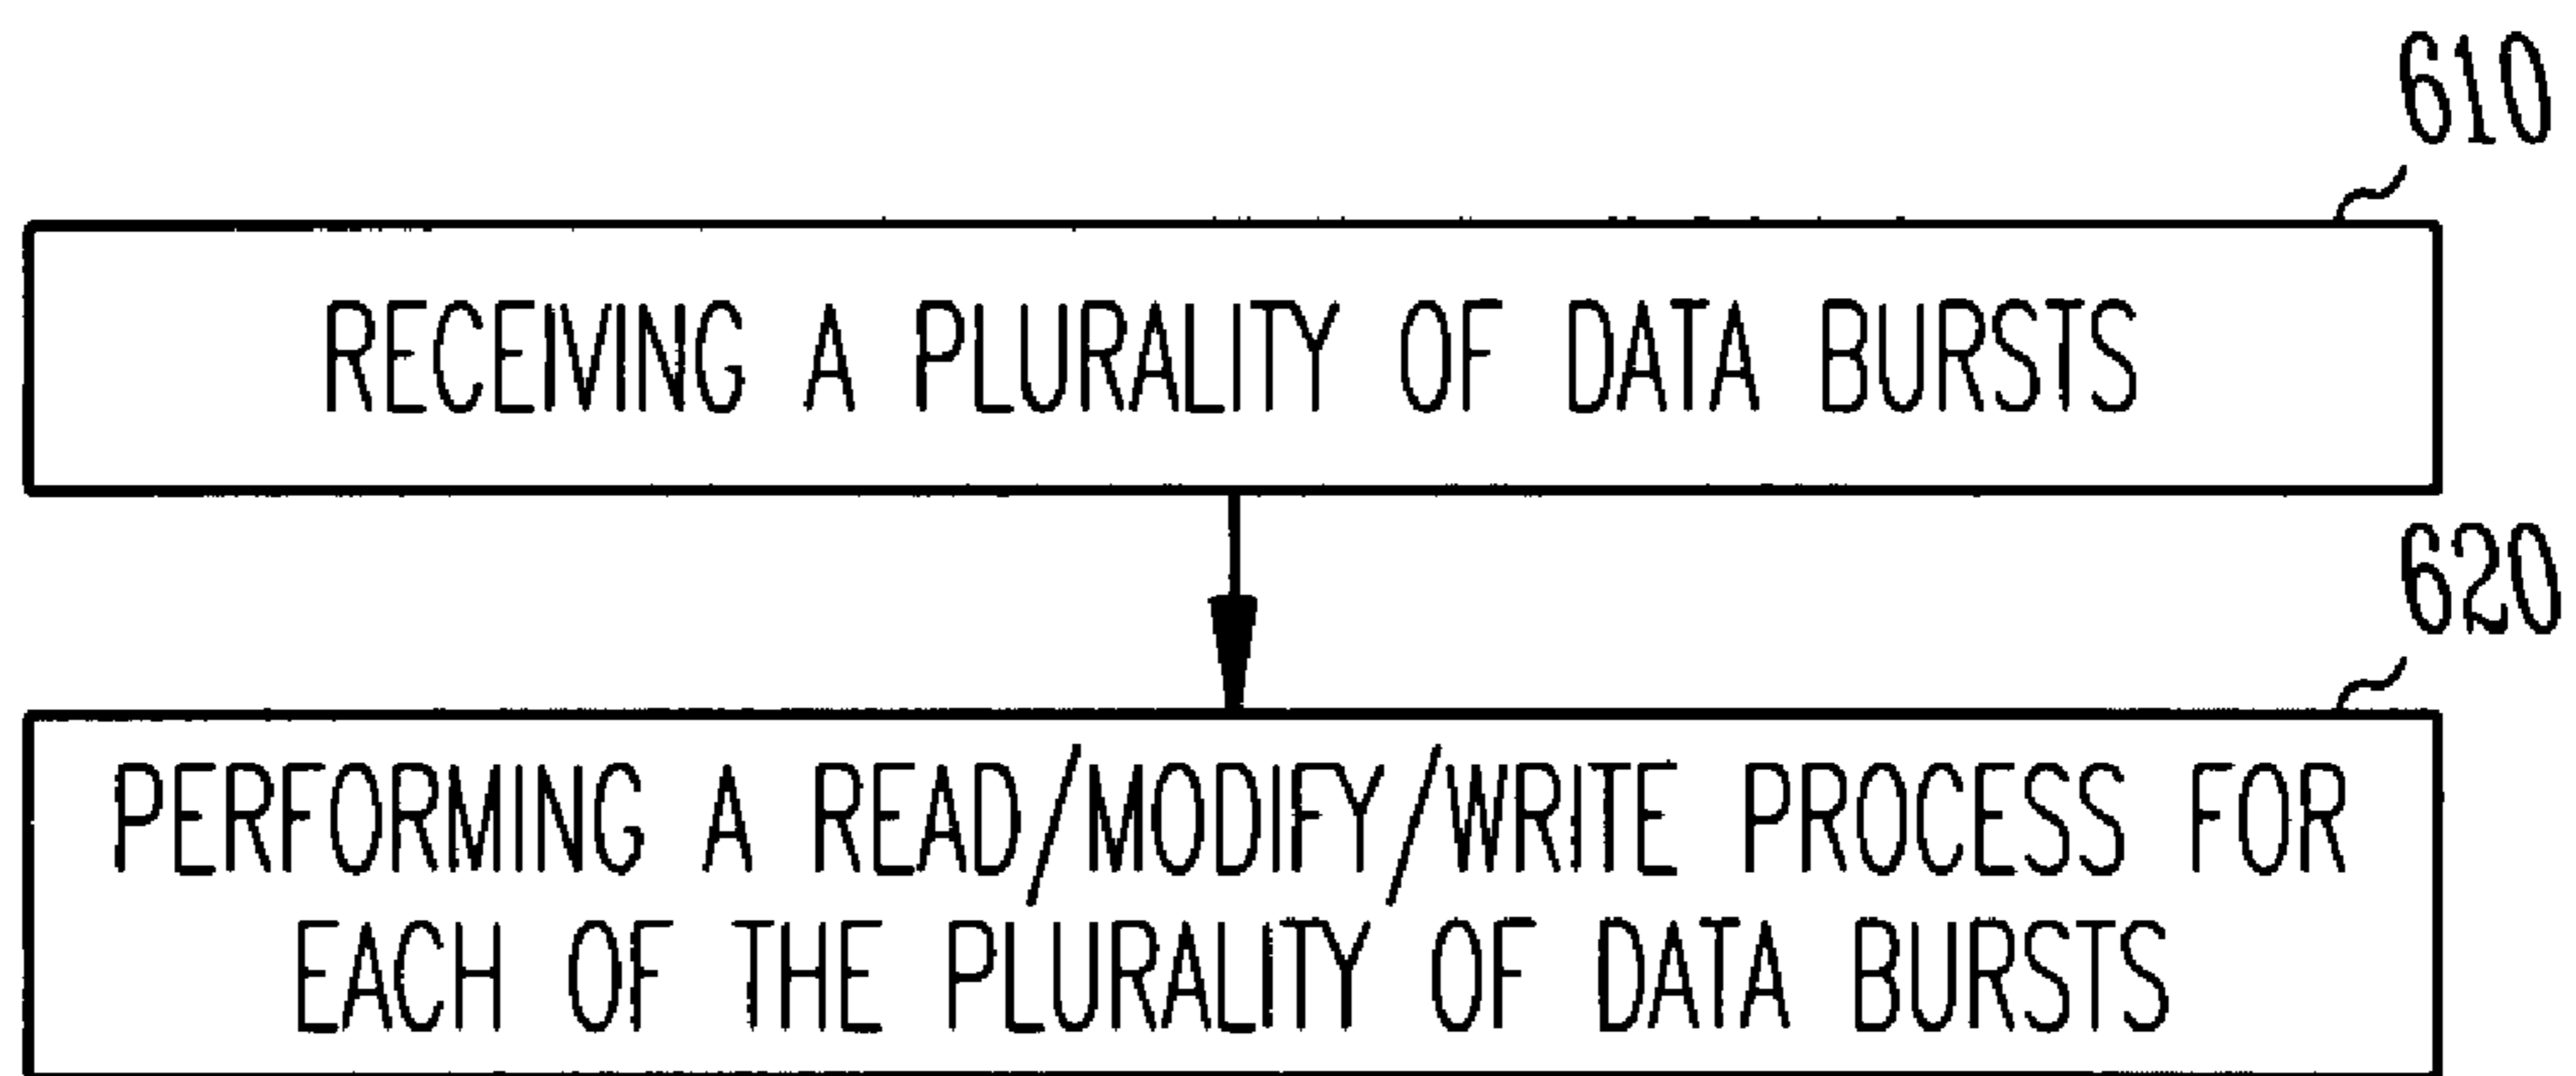 610
RECEIVING A PLURALITY OF DATA BURSTS
620
PERFORMING A READ/MODIFY/WRITE PROCESS FOR
EACH OF THE PLURALITY OF DATA BURSTS